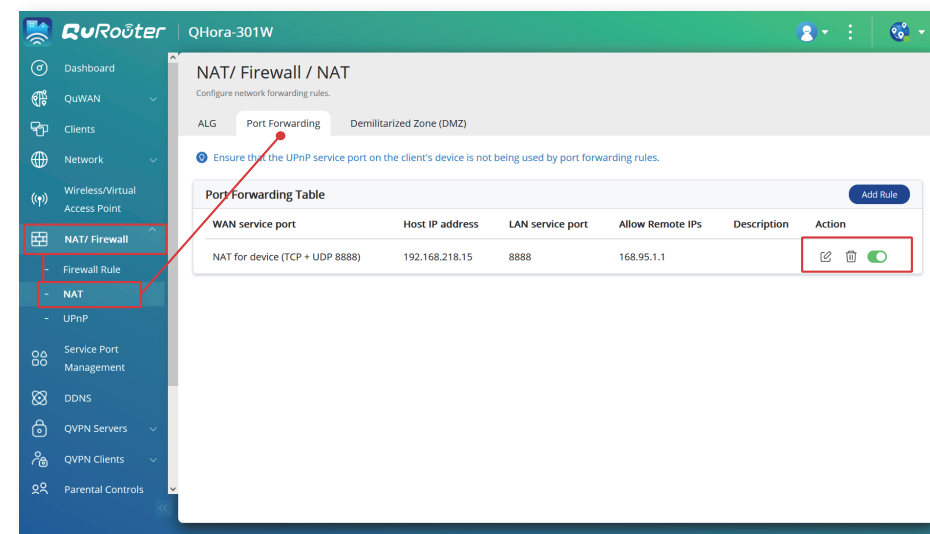 QuRoûter QHora-301W
Dashboard
QuWAN
Clients
Network
Wireless/Virtual
Access Point
NAT/ Firewall
Firewall Rule
NAT
UPnP
Service Port
Management
DDNS
QVPN Servers
QVPN Clients
Parental Controls
NAT/ Firewall / NAT
Configure network forwarding rules.
ALG Port Forwarding Demilitarized Zone (DMZ)
Ensure that the UPnP service port on the client's device is not being used by port forwarding rules.
Port Forwarding Table Add Rule
WAN service port Host IP address LAN service port Allow Remote IPs Description Action
NAT for device (TCP + UDP 8888) 192.168.218.15 8888 168.95.1.1